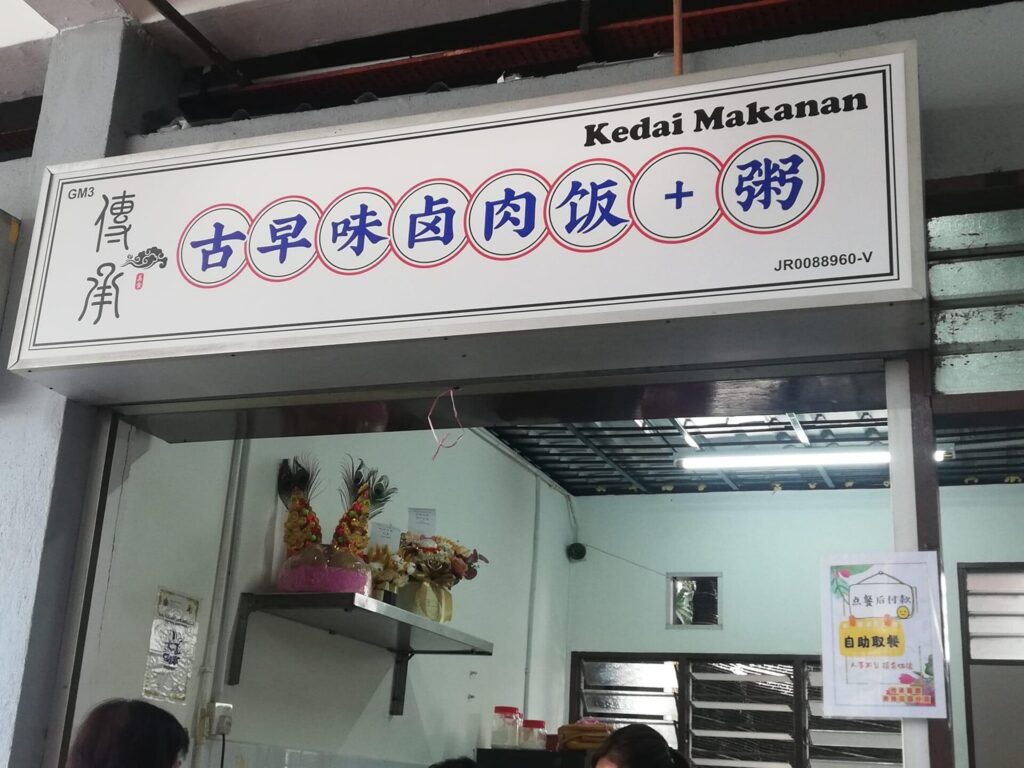 Kedai Makanan
GM3
傳承
古早味卤肉饭+粥
JR0088960-V
点餐后付款
自助取餐